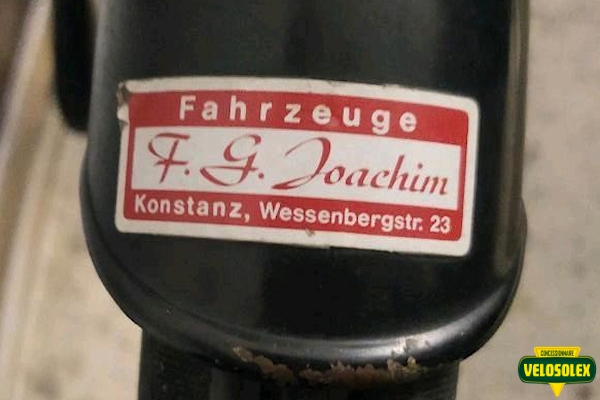 Fahrzeuge
F. G. Joachim
Konstanz, Wessenbergstr. 23
CONCESSIONNAIRE
VELOSOLEX